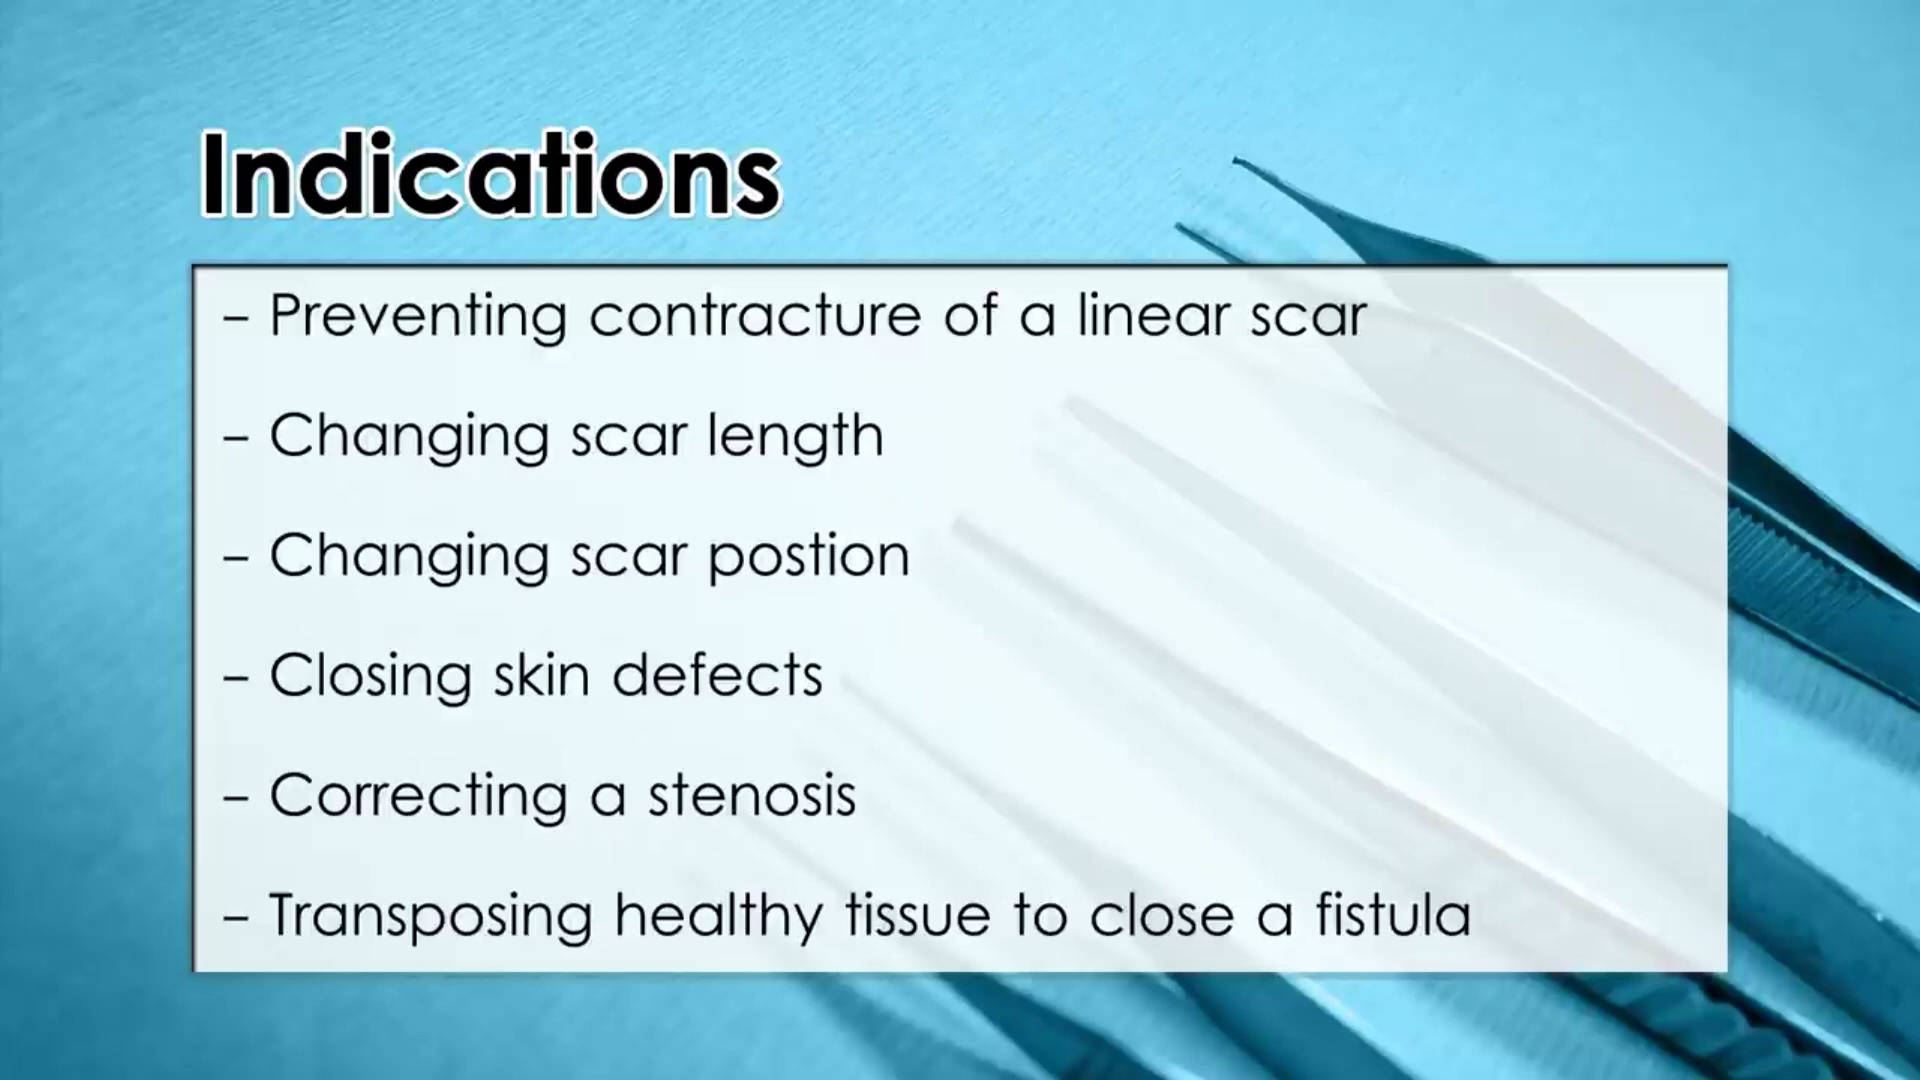 Indications
– Preventing contracture of a linear scar
– Changing scar length
– Changing scar postion
– Closing skin defects
– Correcting a stenosis
– Transposing healthy tissue to close a fistula